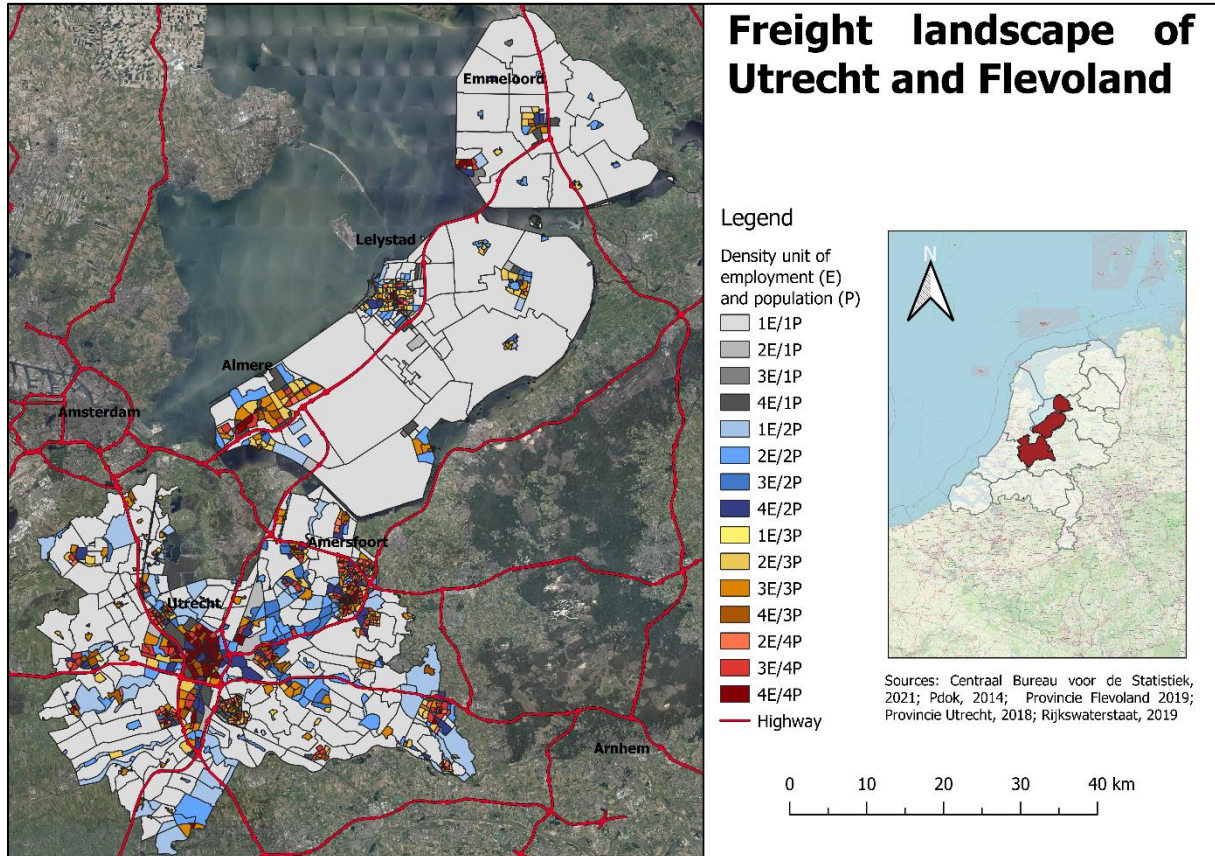 Freight landscape of
Utrecht and Flevoland
Emmeloord
Lelystad
Almere
Amsterdam
Amersfoort
Utrecht
Arnhem
Legend
Density unit of
employment (E)
and population (P)
1E/1P
2E/1P
3E/1P
4E/1P
1E/2P
2E/2P
3E/2P
4E/2P
1E/3P
2E/3P
3E/3P
4E/3P
2E/4P
3E/4P
4E/4P
Highway
N
Sources: Centraal Bureau voor de Statistiek,
2021; Pdok, 2014; Provincie Flevoland 2019;
Provincie Utrecht, 2018; Rijkswaterstaat, 2019
0 10 20 30 40 km